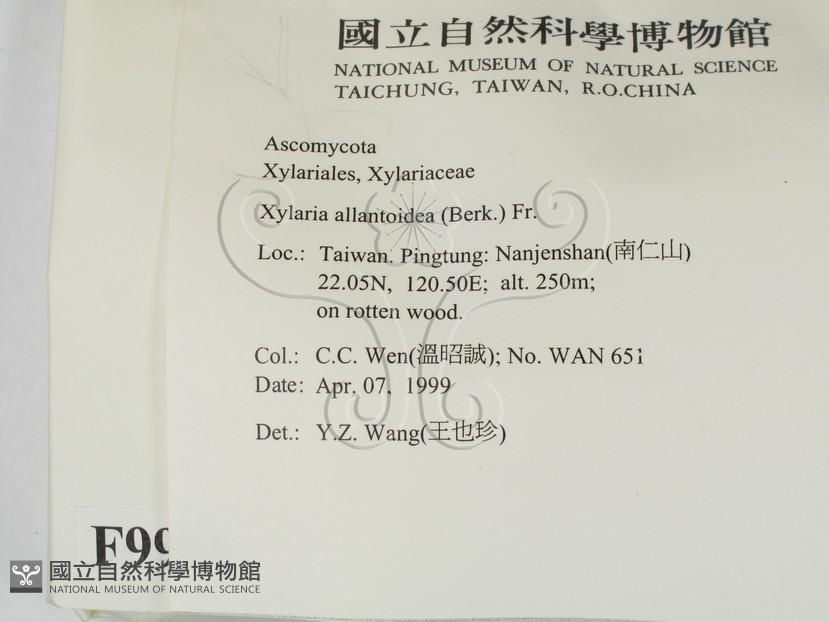 國立自然科學博物館
NATIONAL MUSEUM OF NATURAL SCIENCE
TAICHUNG, TAIWAN, R.O.CHINA
Ascomycota
Xylariales, Xylariaceae
Xylaria allantoidea (Berk.) Fr.
Loc.: Taiwan. Pingtung: Nanjenshan(南仁山)
22.05N, 120.50E; alt. 250m;
on rotten wood.
Col.: C.C. Wen(溫昭誠); No. WAN 651
Date: Apr. 07, 1999
Det.: Y.Z. Wang(王也珍)
F99
國立自然科學博物館
NATIONAL MUSEUM OF NATURAL SCIENCE